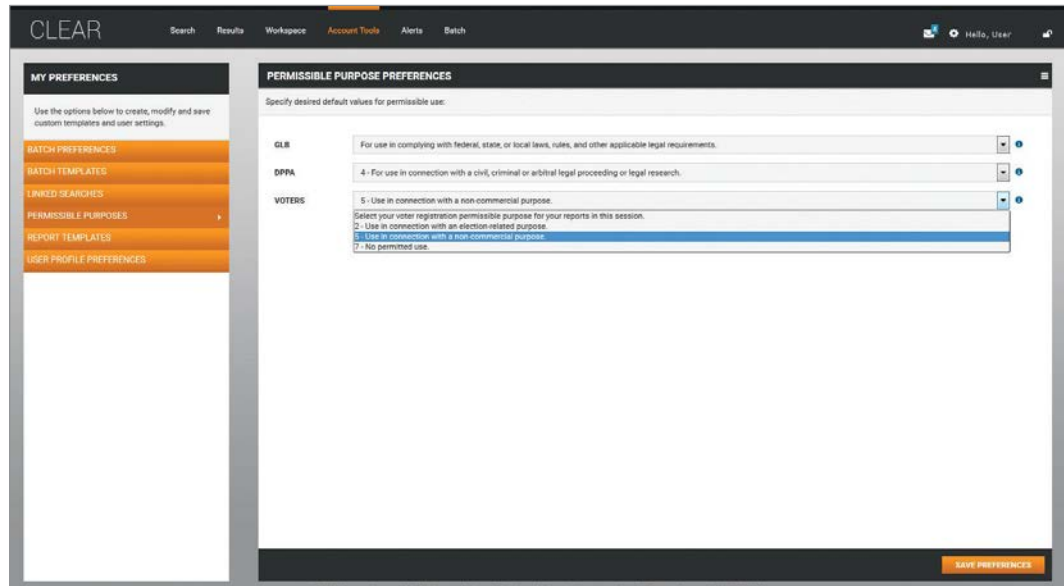 CLEAR
Search Results Workspace Account Tools Alerts Batch
Hello, User
MY PREFERENCES
Use the options below to create, modify and save
custom templates and user settings.
BATCH PREFERENCES
BATCH TEMPLATES
LINKED SEARCHES
PERMISSIBLE PURPOSES
REPORT TEMPLATES
USER PROFILE PREFERENCES
PERMISSIBLE PURPOSE PREFERENCES
Specify desired default values for permissible use:
GLB For use in complying with federal, state, or local laws, rules, and other applicable legal requirements.
DPPA 4 - For use in connection with a civil, criminal or arbitral legal proceeding or legal research.
VOTERS 5 - Use in connection with a non-commercial purpose.
Select your voter registration permissible purpose for your reports in this session.
2 - Use in connection with an election-related purpose.
5 - Use in connection with a non-commercial purpose.
7 - No permitted use.
SAVE PREFERENCES